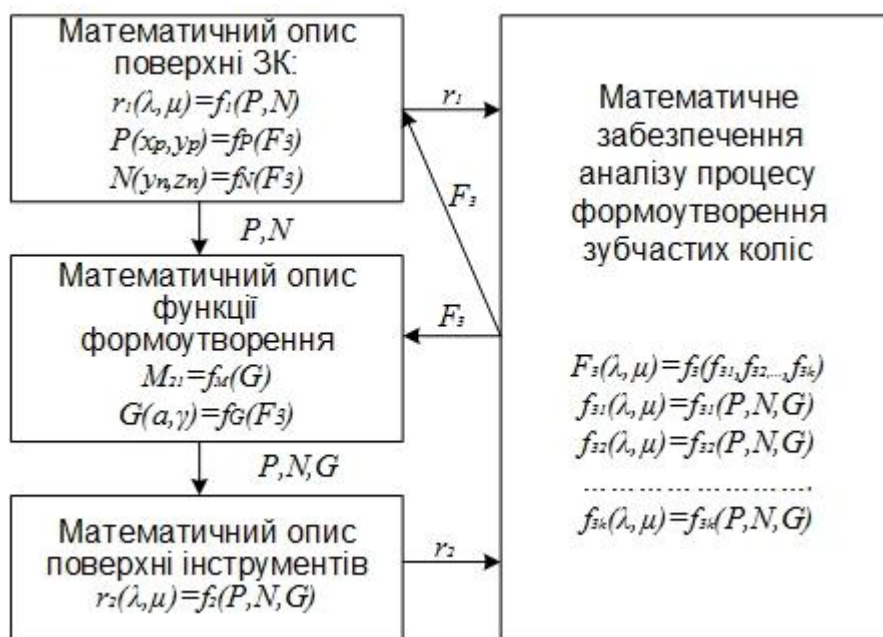 Математичний опис
поверхні ЗК:
r₁(λ,μ)=f₁(P,N)
P(xₚ,yₚ)=fP(F3)
N(yₙ,zₙ)=fN(F3)
P,N
Математичний опис
функції
формоутворення
M₂₁=fM(G)
G(a,γ)=fG(F3)
P,N,G
Математичний опис
поверхні інструментів
r₂(λ,μ)=f₂(P,N,G)
r₁
F₃
F₃
r₂
Математичне
забезпечення
аналізу процесу
формоутворення
зубчастих коліс
F₃(λ,μ)=f₃(f₃₁,f₃₂,...,f₃ₖ)
f₃₁(λ,μ)=f₃₁(P,N,G)
f₃₂(λ,μ)=f₃₂(P,N,G)
........................
f₃ₖ(λ,μ)=f₃ₖ(P,N,G)